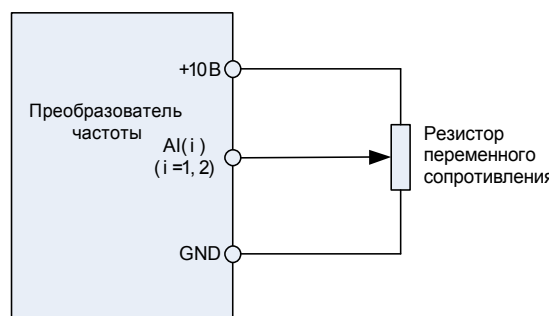 +10В
Преобразователь
частоты
AI( i )
( i =1, 2)
GND
Резистор
переменного
сопротивления